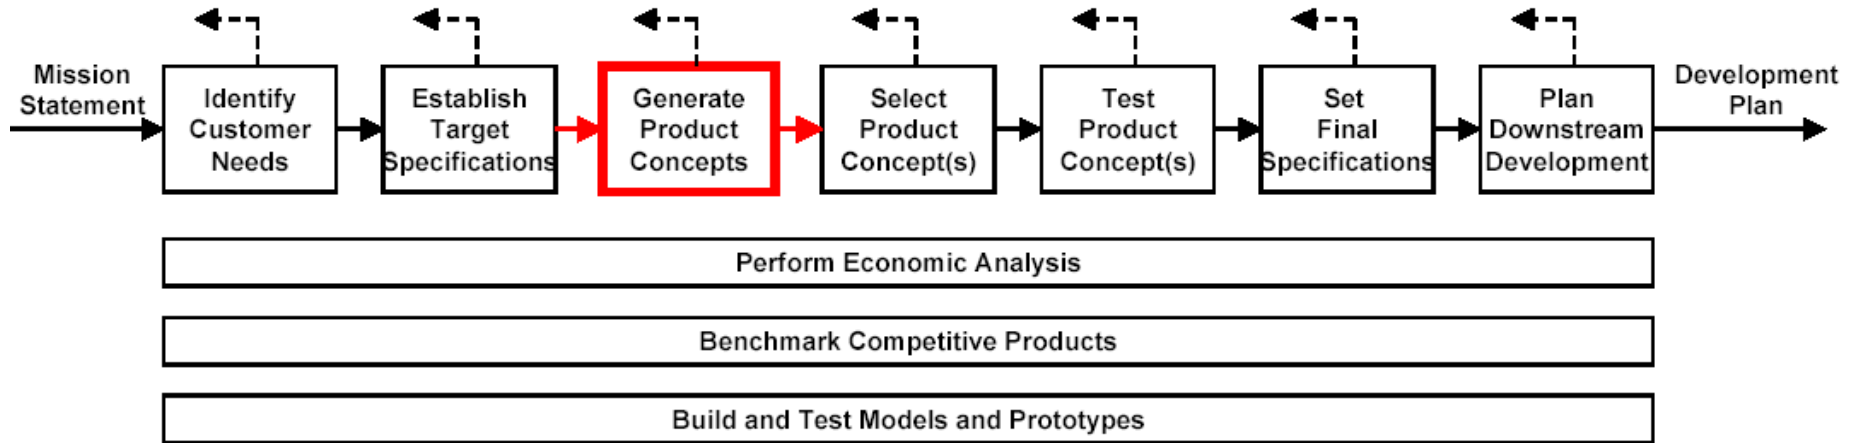 Mission
Statement
Identify
Customer
Needs
Establish
Target
Specifications
Generate
Product
Concepts
Select
Product
Concept(s)
Test
Product
Concept(s)
Set
Final
Specifications
Plan
Downstream
Development
Development
Plan
Perform Economic Analysis
Benchmark Competitive Products
Build and Test Models and Prototypes